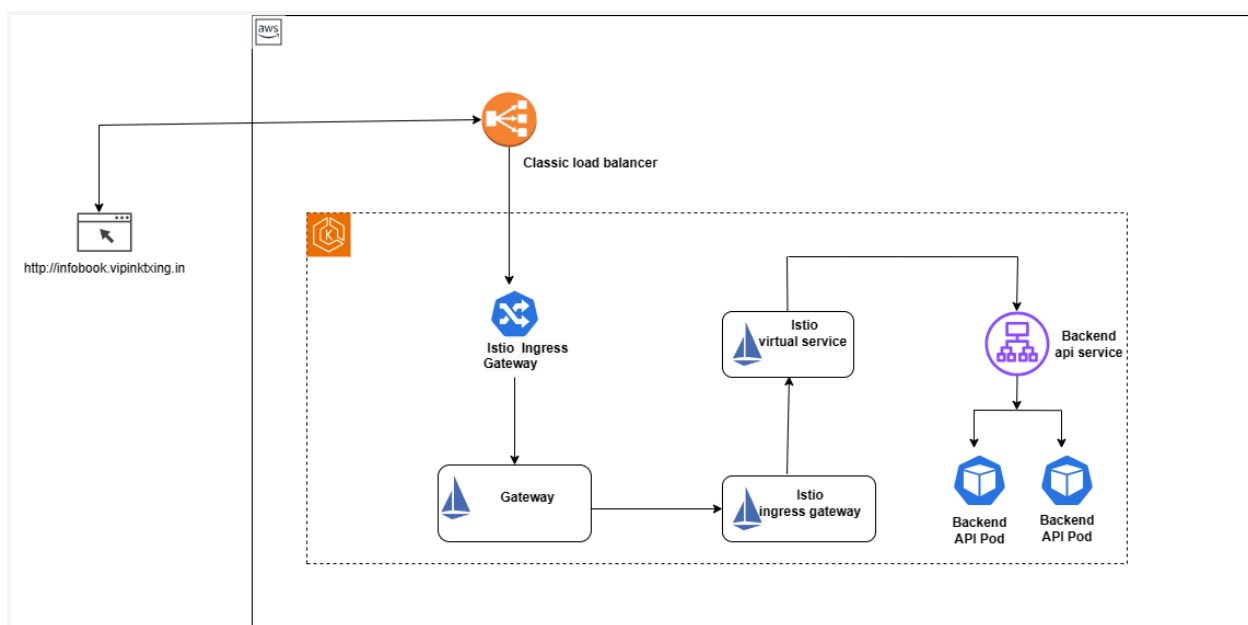 aws
Classic load balancer
http://infobook.vipinktxing.in
K
Istio Ingress
Gateway
Istio
virtual service
Backend
api service
Gateway
Istio
ingress gateway
Backend
API Pod
Backend
API Pod